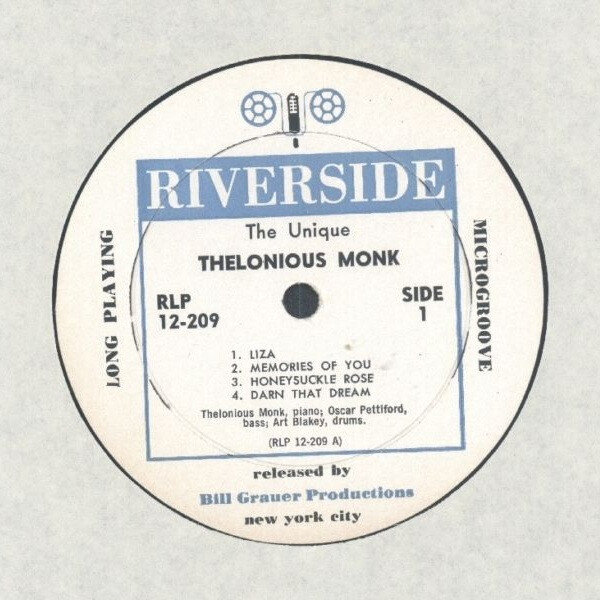 RIVERSIDE
The Unique
THELONIOUS MONK
RLP
12-209
SIDE
1
LONG PLAYING
MICROGROOVE
1. LIZA
2. MEMORIES OF YOU
3. HONEYSUCKLE ROSE
4. DARN THAT DREAM
Thelonious Monk, piano; Oscar Pettiford,
bass; Art Blakey, drums.
(RLP 12-209 A)
released by
Bill Grauer Productions
new york city